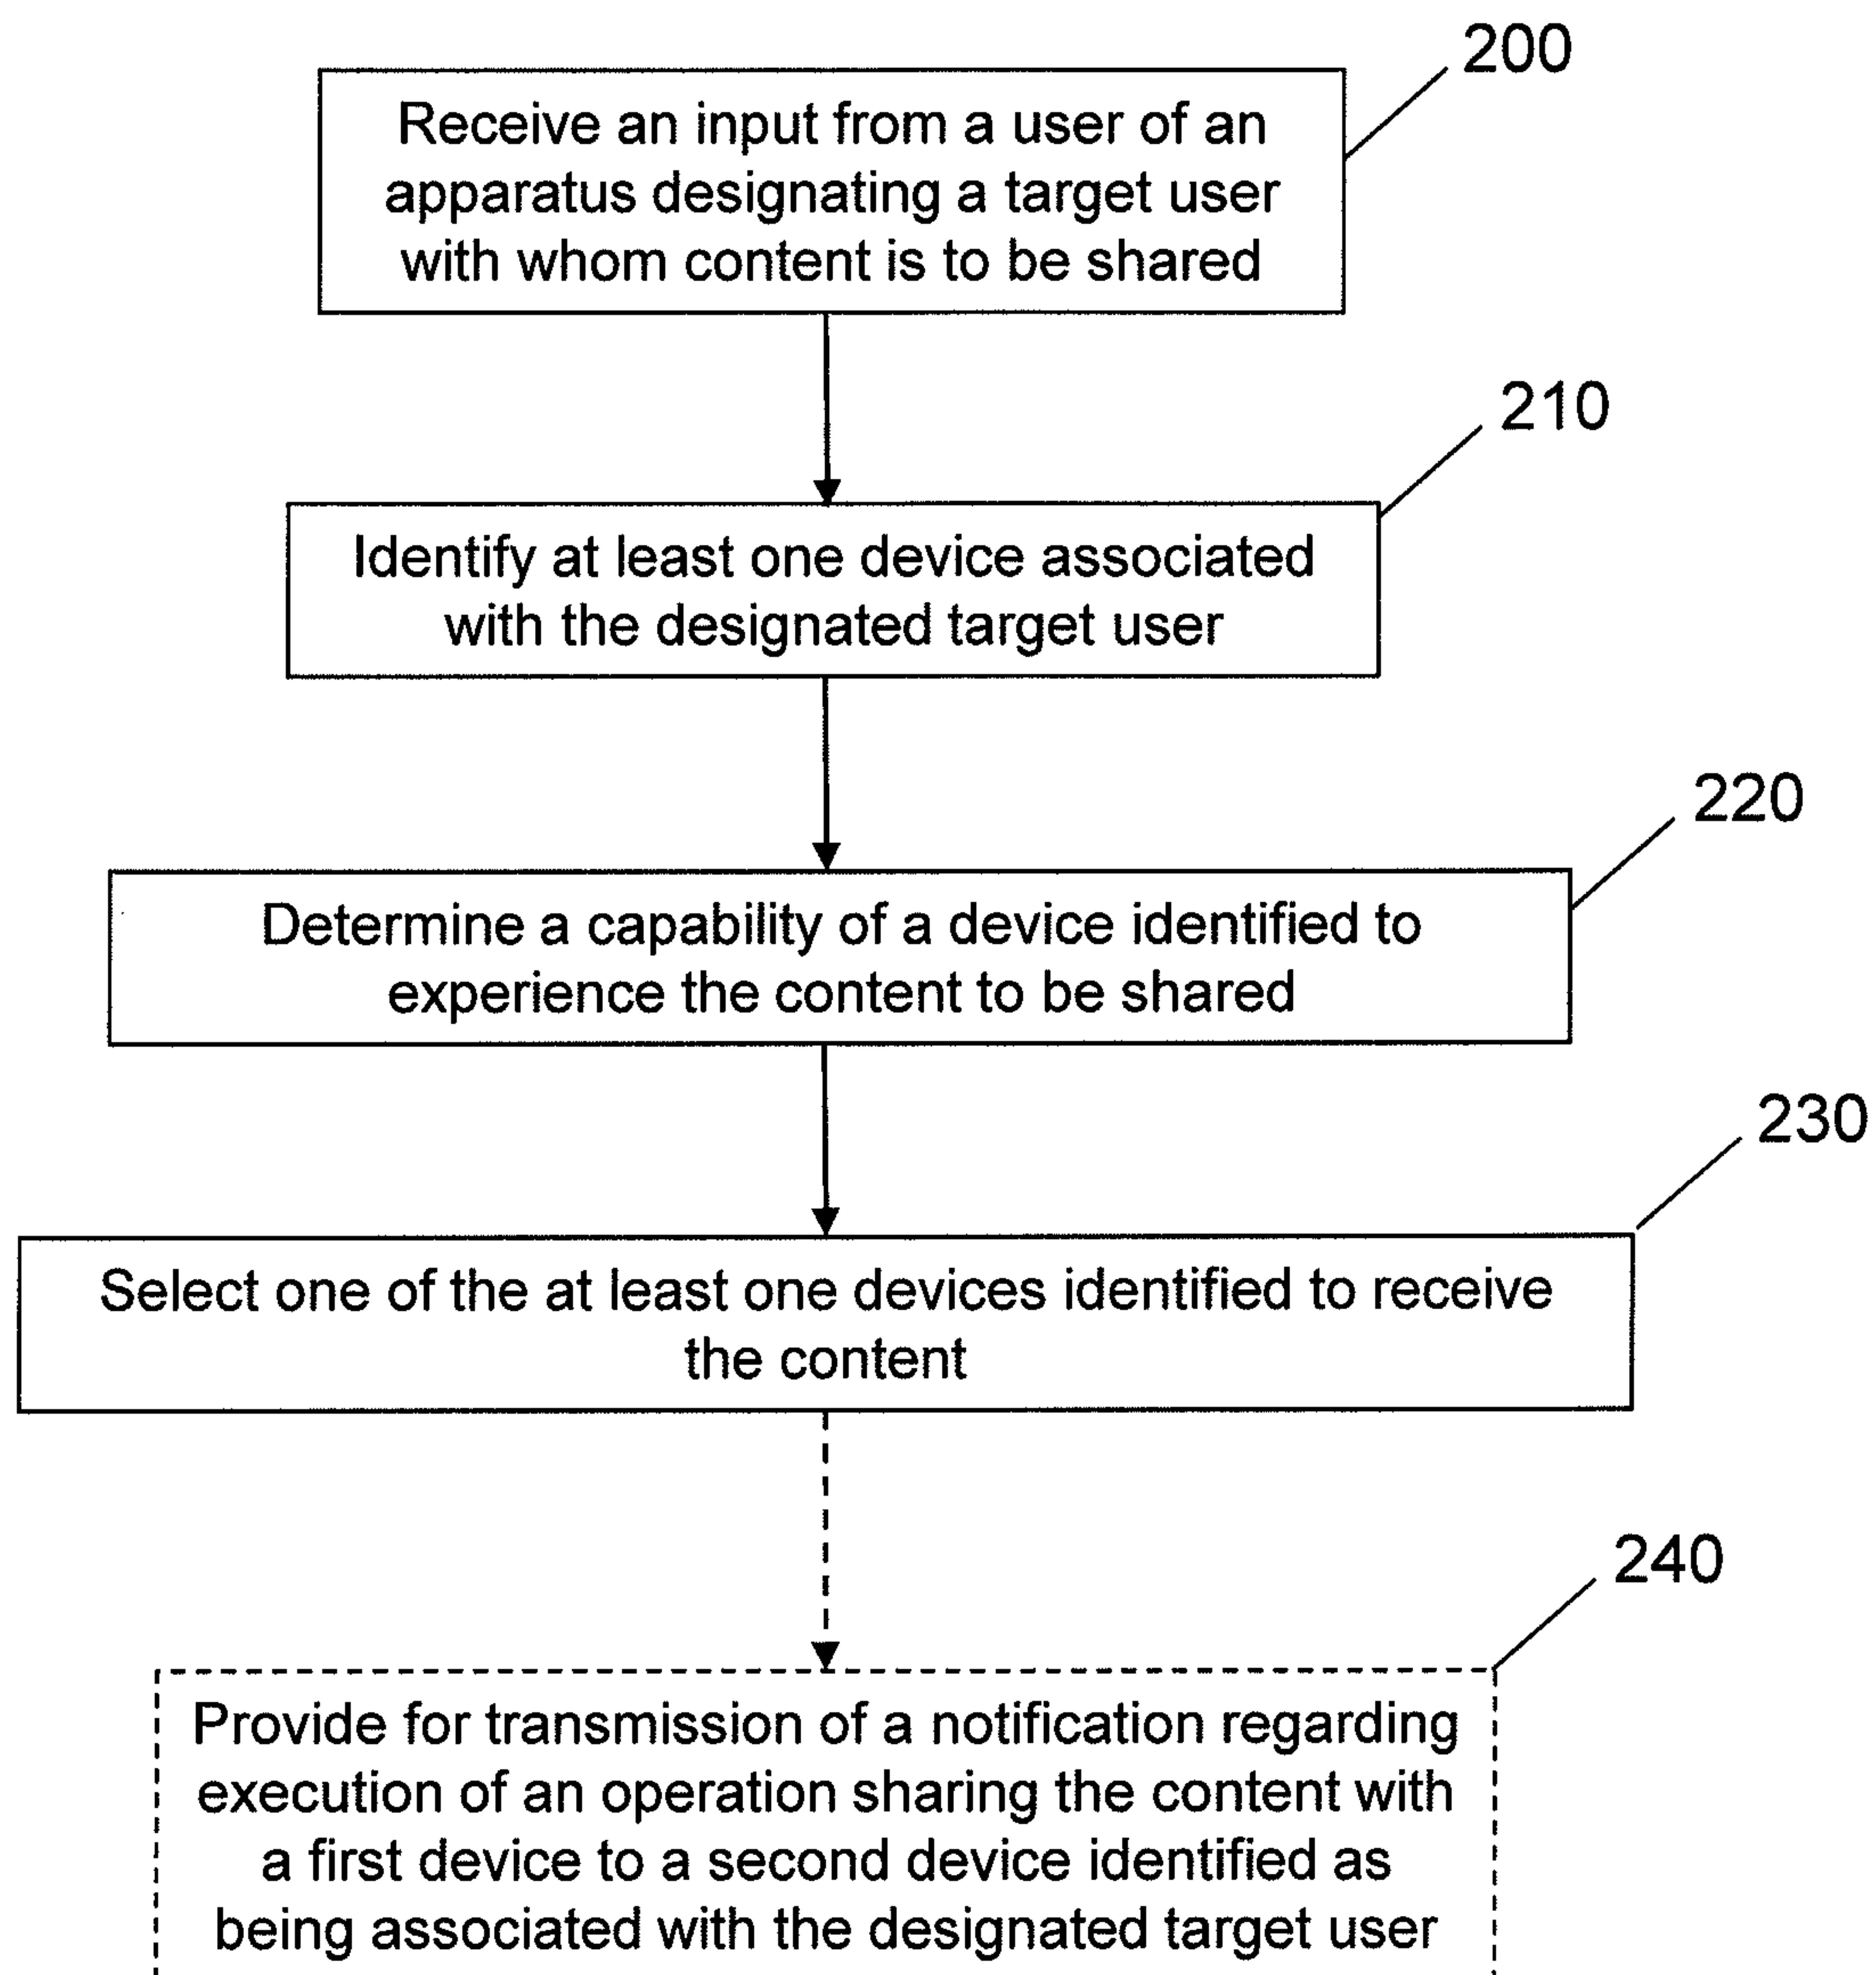 200
Receive an input from a user of an
apparatus designating a target user
with whom content is to be shared
210
Identify at least one device associated
with the designated target user
220
Determine a capability of a device identified to
experience the content to be shared
230
Select one of the at least one devices identified to receive
the content
240
Provide for transmission of a notification regarding
execution of an operation sharing the content with
a first device to a second device identified as
being associated with the designated target user